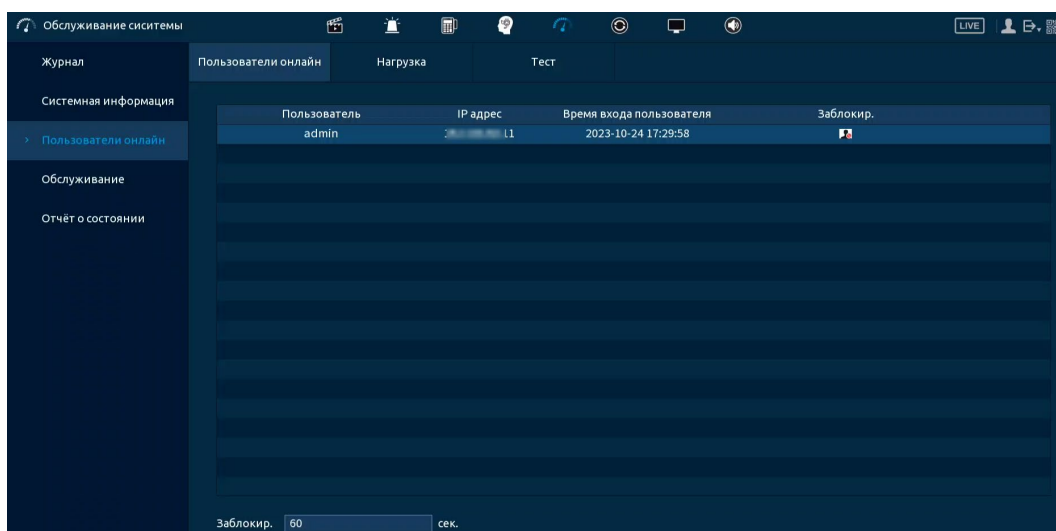 Обслуживание сиситемы
LIVE
Журнал
Системная информация
Пользователи онлайн
Обслуживание
Отчёт о состоянии
Пользователи онлайн Нагрузка Тест
Пользователь IP адрес Время входа пользователя Заблокир.
admin 2023-10-24 17:29:58
Заблокир. 60 сек.